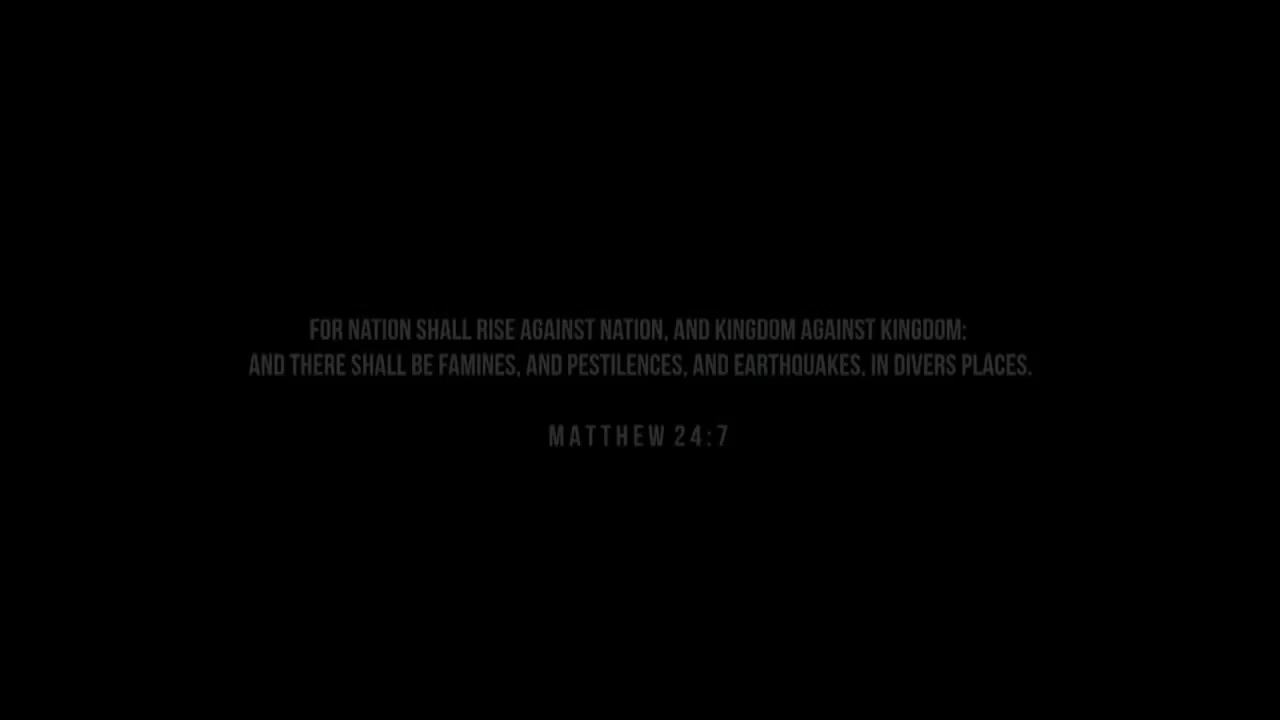 FOR NATION SHALL RISE AGAINST NATION, AND KINGDOM AGAINST KINGDOM:
AND THERE SHALL BE FAMINES, AND PESTILENCES, AND EARTHQUAKES, IN DIVERS PLACES.
MATTHEW 24:7